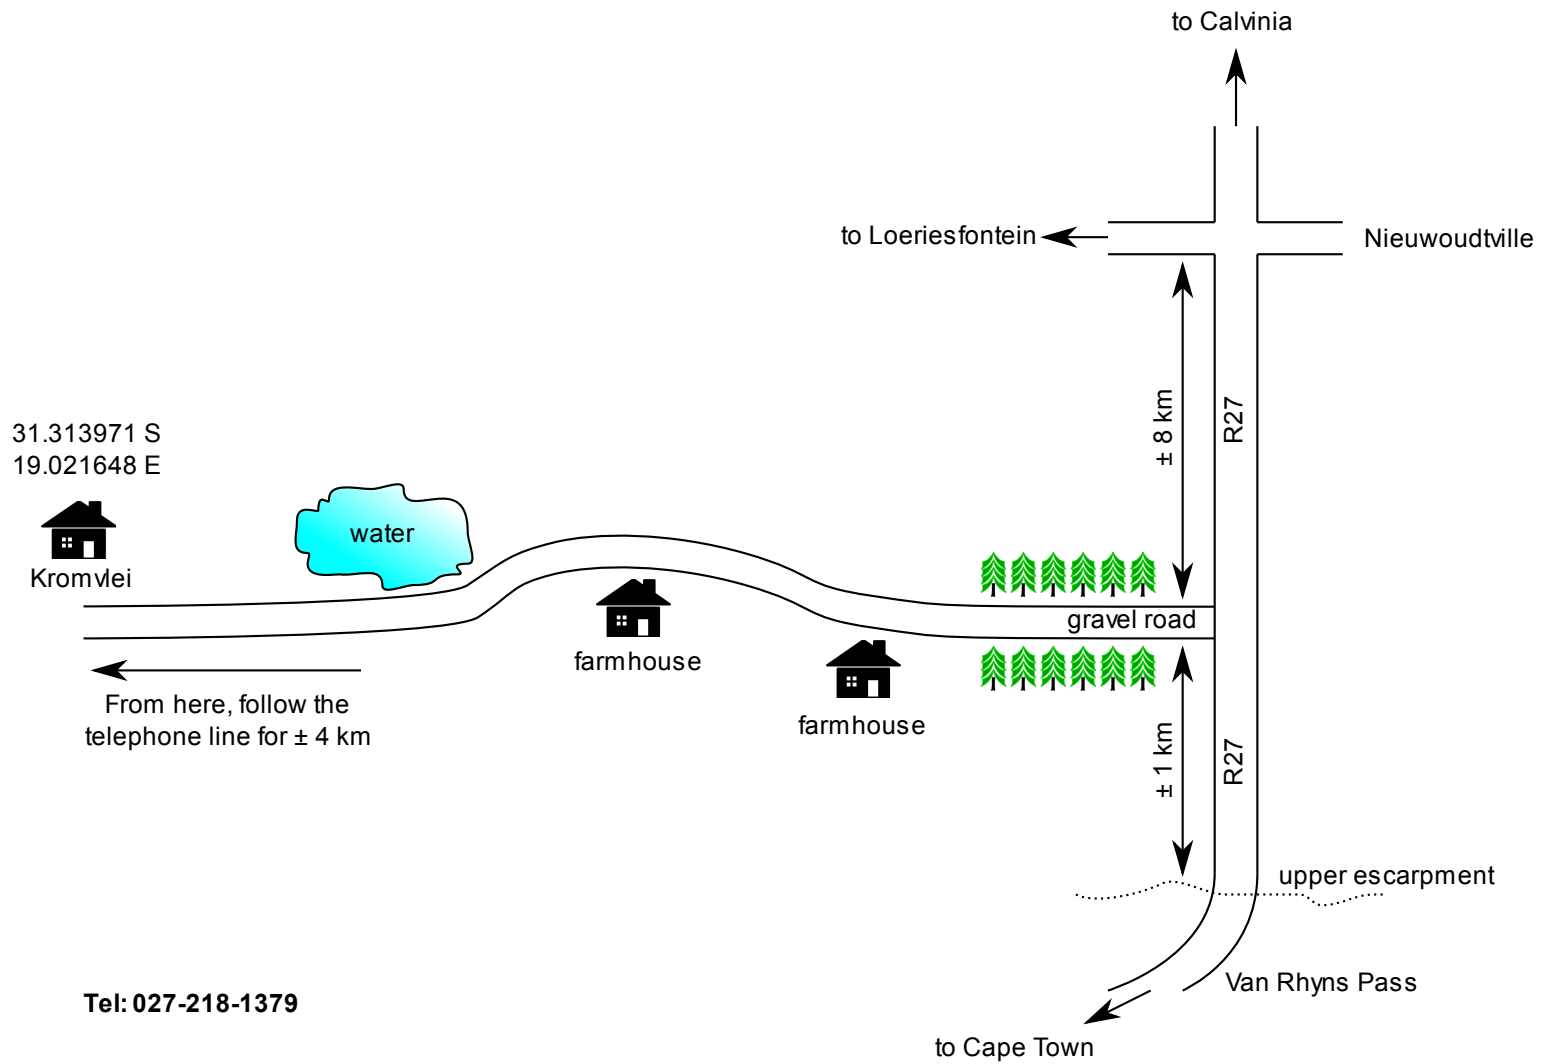 to Calvinia
to Loeriesfontein
Nieuwoudtville
± 8 km
R27
31.313971 S
19.021648 E
water
Kromvlei
gravel road
farmhouse
farmhouse
From here, follow the
telephone line for ± 4 km
± 1 km
R27
upper escarpment
Van Rhyns Pass
Tel: 027-218-1379
to Cape Town